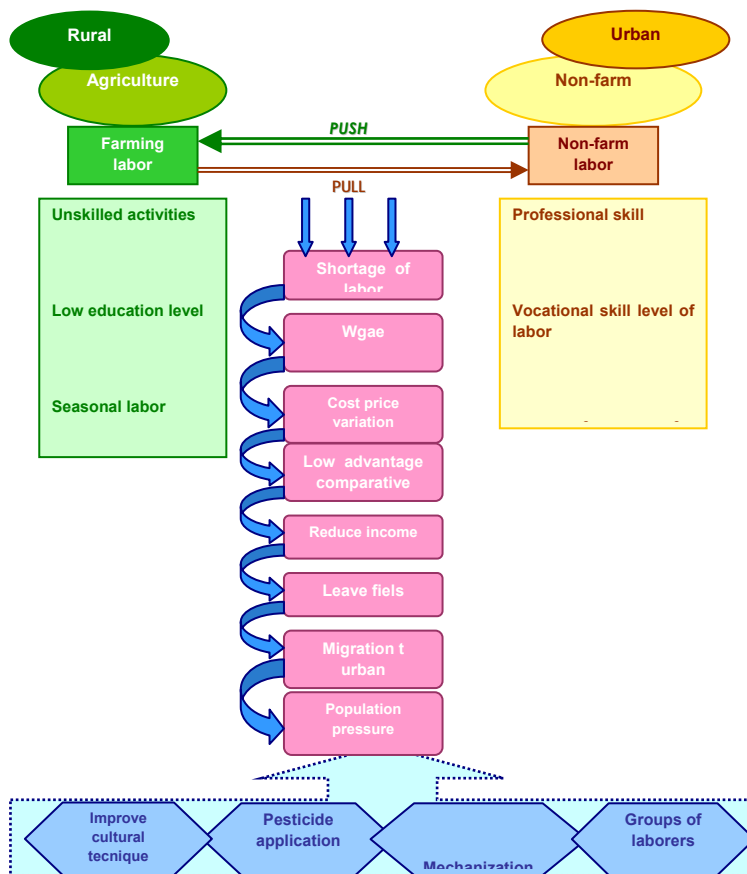 Rural
Urban
Agriculture
Non-farm
PUSH
Farming
labor
Non-farm
labor
PULL
Unskilled activities
Low education level
Seasonal labor
Professional skill
Vocational skill level of
labor
Shortage of
labor
Wgae
Cost price
variation
Low advantage
comparative
Reduce income
Leave fiels
Migration t
urban
Population
pressure
Improve
cultural
tecnique
Pesticide
application
Mechanization
Groups of
laborers